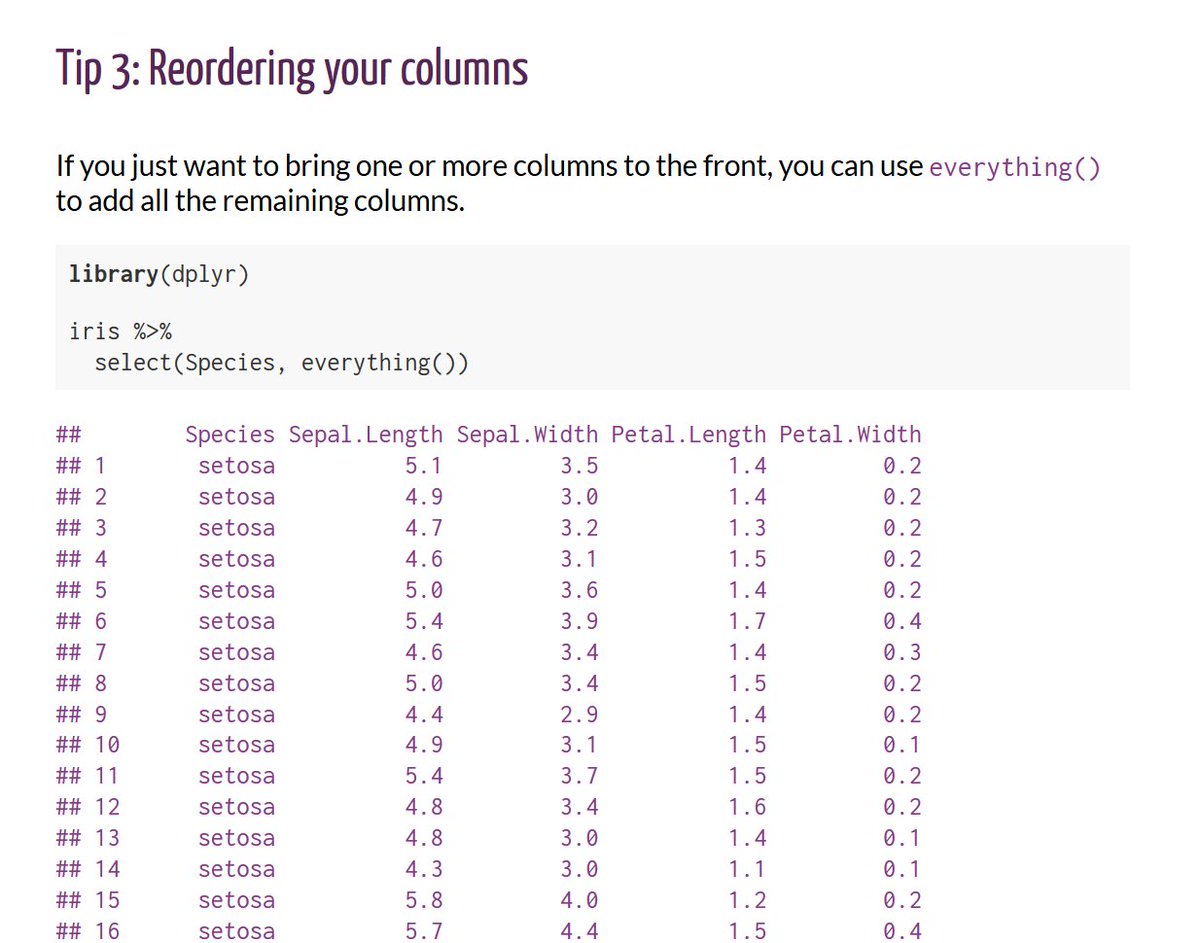 Tip 3: Reordering your columns
If you just want to bring one or more columns to the front, you can use everything()
to add all the remaining columns.
library(dplyr)
iris %>%
  select(Species, everything())
##        Species Sepal.Length Sepal.Width Petal.Length Petal.Width
## 1       setosa          5.1         3.5          1.4         0.2
## 2       setosa          4.9         3.0          1.4         0.2
## 3       setosa          4.7         3.2          1.3         0.2
## 4       setosa          4.6         3.1          1.5         0.2
## 5       setosa          5.0         3.6          1.4         0.2
## 6       setosa          5.4         3.9          1.7         0.4
## 7       setosa          4.6         3.4          1.4         0.3
## 8       setosa          5.0         3.4          1.5         0.2
## 9       setosa          4.4         2.9          1.4         0.2
## 10      setosa          4.9         3.1          1.5         0.1
## 11      setosa          5.4         3.7          1.5         0.2
## 12      setosa          4.8         3.4          1.6         0.2
## 13      setosa          4.8         3.0          1.4         0.1
## 14      setosa          4.3         3.0          1.1         0.1
## 15      setosa          5.8         4.0          1.2         0.2
## 16      setosa          5.7         4.4          1.5         0.4